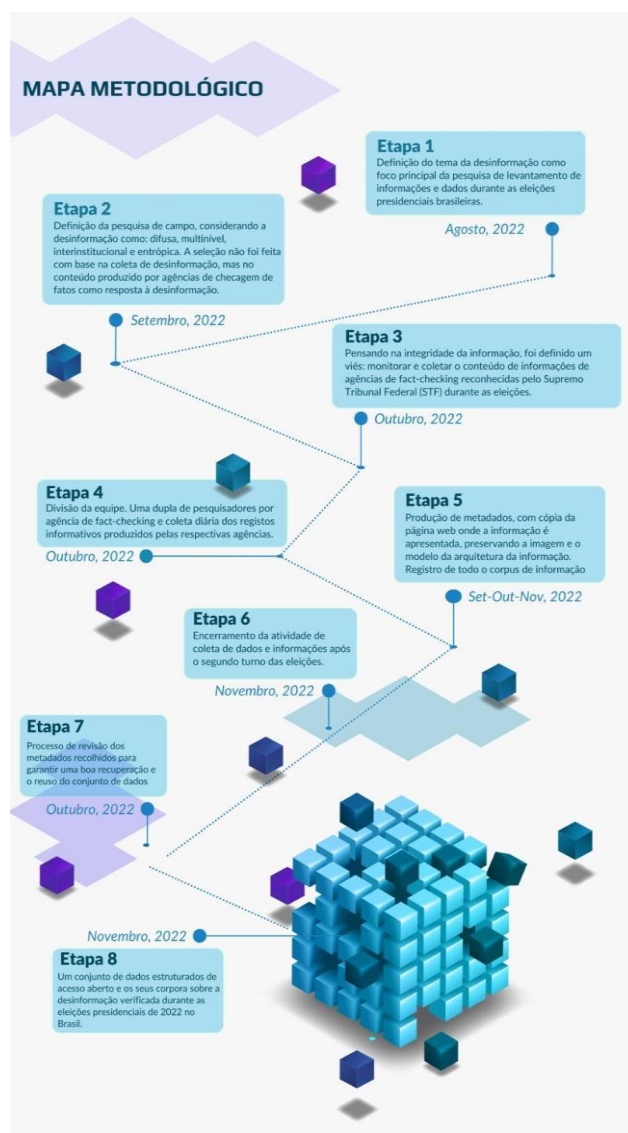 MAPA METODOLÓGICO
Etapa 1
Definição do tema da desinformação como
foco principal da pesquisa de levantamento de
informações e dados durante as eleições
presidenciais brasileiras.
Agosto, 2022
Etapa 2
Definição da pesquisa de campo, considerando a
desinformação como: difusa, multinível,
interinstitucional e entrópica. A seleção não foi feita
com base na coleta de desinformação, mas no
conteúdo produzido por agências de checagem de
fatos como resposta à desinformação.
Setembro, 2022
Etapa 3
Pensando na integridade da informação, foi definido um
viés: monitorar e coletar o conteúdo de informações de
agências de fact-checking reconhecidas pelo Supremo
Tribunal Federal (STF) durante as eleições.
Outubro, 2022
Etapa 4
Divisão da equipe. Uma dupla de pesquisadores por
agência de fact-checking e coleta diária dos registos
informativos produzidos pelas respectivas agências.
Outubro, 2022
Etapa 5
Produção de metadados, com cópia da
página web onde a informação é
apresentada, preservando a imagem e o
modelo da arquitetura da informação.
Registro de todo o corpus de informação
Set-Out-Nov, 2022
Etapa 6
Encerramento da atividade de
coleta de dados e informações após
o segundo turno das eleições.
Novembro, 2022
Etapa 7
Processo de revisão dos
metadados recolhidos para
garantir uma boa recuperação e
o reuso do conjunto de dados
Outubro, 2022
Novembro, 2022
Etapa 8
Um conjunto de dados estruturados de
acesso aberto e os seus corpora sobre a
desinformação verificada durante as
eleições presidenciais de 2022 no
Brasil.